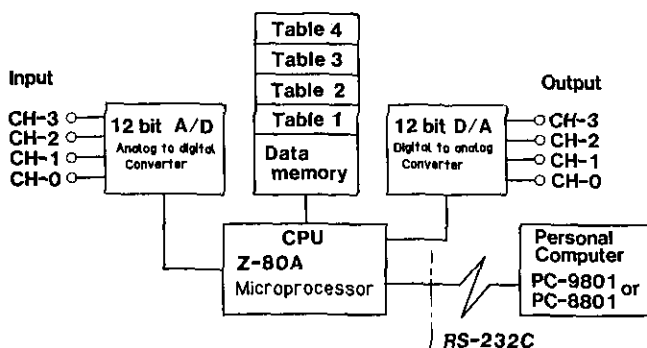 Table 4
Table 3
Table 2
Table 1
Data
memory
Input
CH-3
CH-2
CH-1
CH-0
12 bit A/D
Analog to digital
Converter
12 bit D/A
Digital to analog
Converter
Output
CH-3
CH-2
CH-1
CH-0
CPU
Z-80A
Microprocessor
Personal
Computer
PC-9801 or
PC-8801
RS-232C